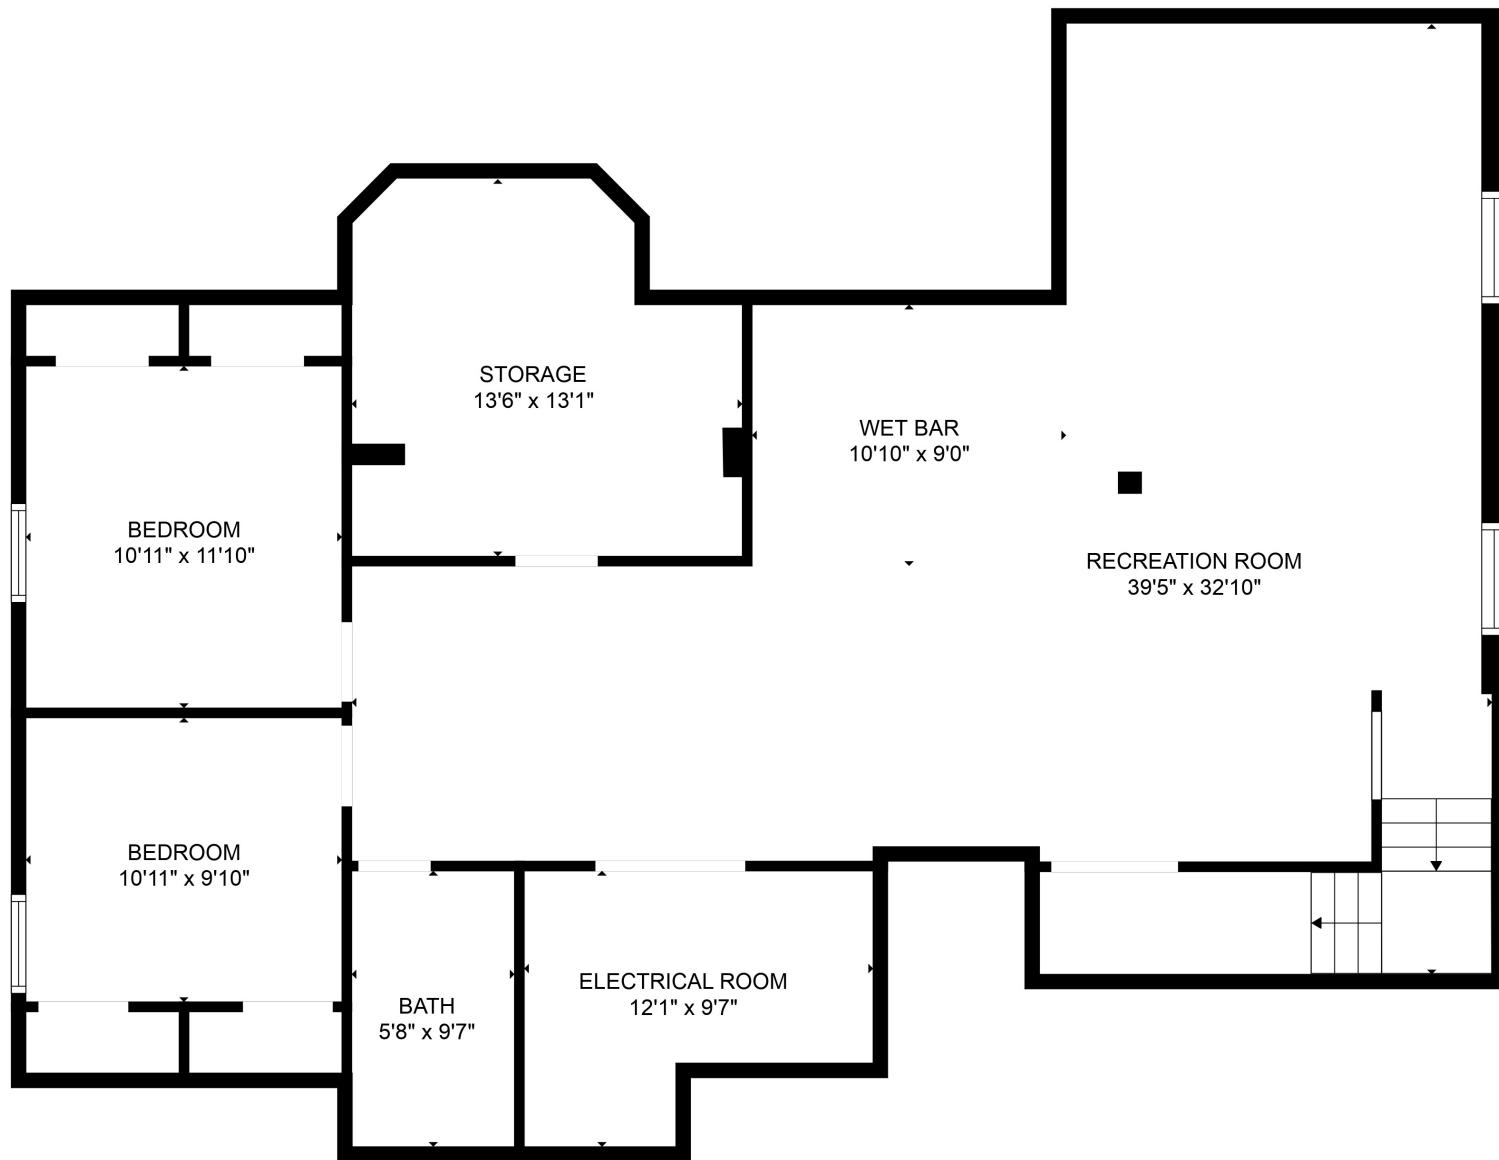 STORAGE
13'6" x 13'1"
WET BAR
10'10" x 9'0"
BEDROOM
10'11" x 11'10"
RECREATION ROOM
39'5" x 32'10"
BEDROOM
10'11" x 9'10"
ELECTRICAL ROOM
12'1" x 9'7"
BATH
5'8" x 9'7"